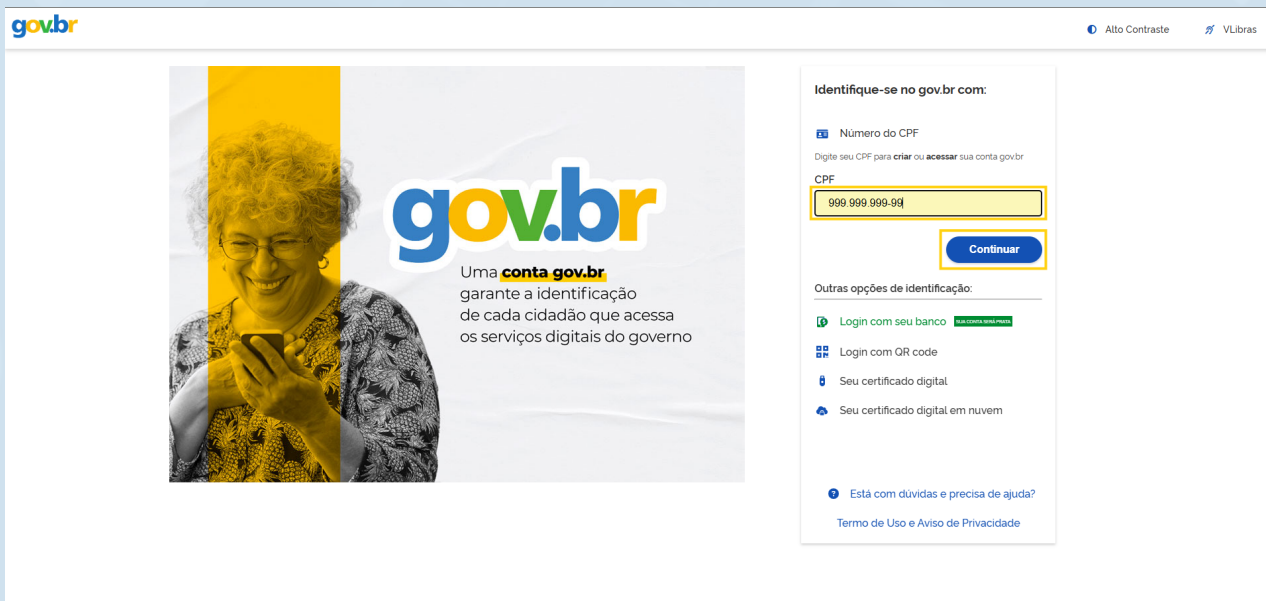 gov.br
Alto Contraste
VLibras
gov.br
Uma conta gov.br
garante a identificação
de cada cidadão que acessa
os serviços digitais do governo
Identifique-se no gov.br com:
Número do CPF
Digite seu CPF para criar ou acessar sua conta gov.br
CPF
999.999.999-99
Continuar
Outras opções de identificação:
Login com seu banco SUA CONTA SERÁ PRATA
Login com QR code
Seu certificado digital
Seu certificado digital em nuvem
Está com dúvidas e precisa de ajuda?
Termo de Uso e Aviso de Privacidade